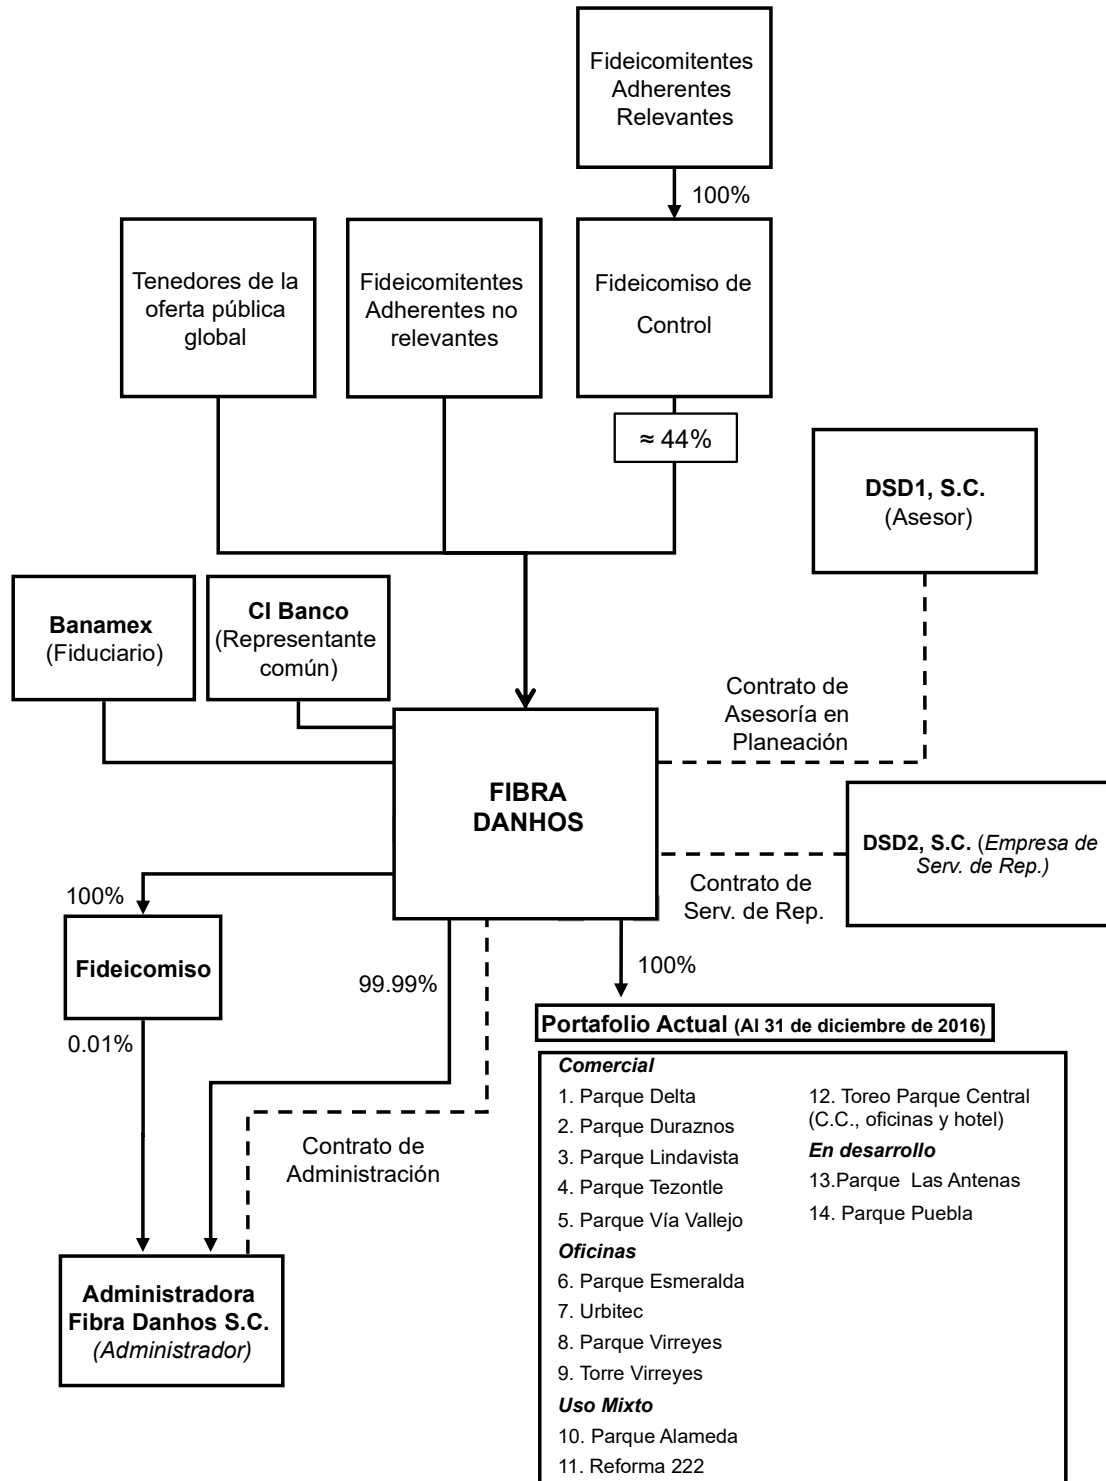 Fideicomitentes
Adherentes
Relevantes
100%
Tenedores de la
oferta pública
global
Fideicomitentes
Adherentes no
relevantes
Fideicomiso de
Control
≈ 44%
DSD1, S.C.
(Asesor)
Banamex
(Fiduciario)
CI Banco
(Representante
común)
Contrato de
Asesoría en
Planeación
FIBRA
DANHOS
DSD2, S.C. (Empresa de
Serv. de Rep.)
Contrato de
Serv. de Rep.
100%
Fideicomiso
99.99%
100%
0.01%
Portafolio Actual (Al 31 de diciembre de 2016)
Contrato de
Administración
Administradora
Fibra Danhos S.C.
(Administrador)
Comercial
1. Parque Delta
2. Parque Duraznos
3. Parque Lindavista
4. Parque Tezontle
5. Parque Vía Vallejo
Oficinas
6. Parque Esmeralda
7. Urbitec
8. Parque Virreyes
9. Torre Virreyes
Uso Mixto
10. Parque Alameda
11. Reforma 222
12. Toreo Parque Central
(C.C., oficinas y hotel)
En desarrollo
13.Parque Las Antenas
14. Parque Puebla